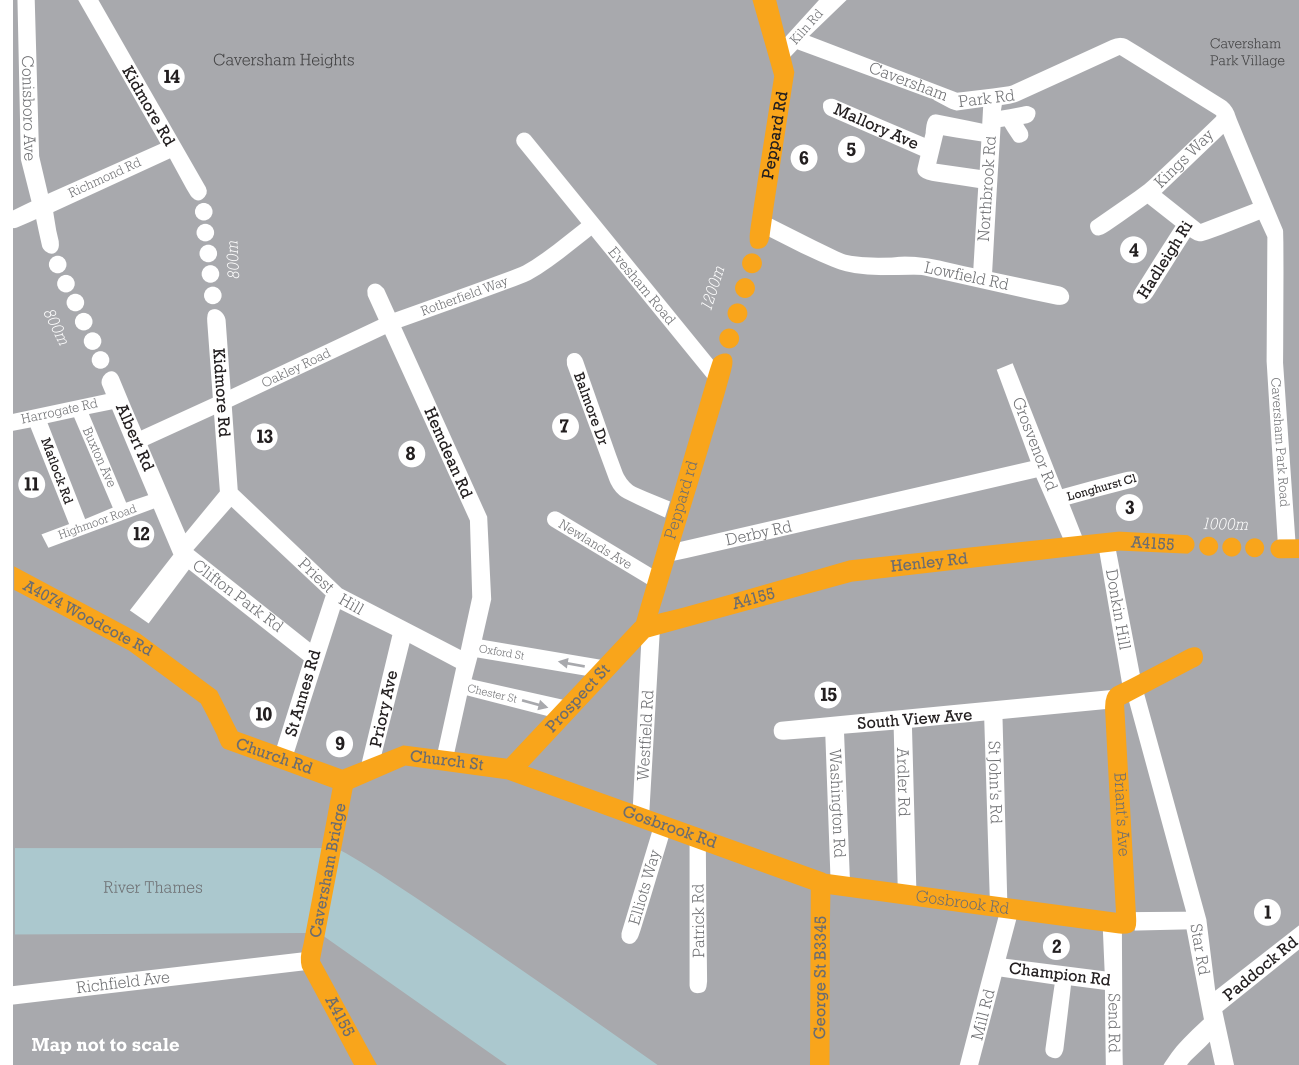 Kiln Rd
Caversham Heights
Caversham
Park Village
Conisboro Ave
Kidmore Rd
14
Caversham
Park Rd
Peppard Rd
Mallory Ave
5
6
Richmond Rd
Northbrook Rd
Kings Way
800m
4
Hadleigh Ri
Lowfield Rd
1200m
Evesham Road
Rotherfield Way
800m
Oakley Road
Kidmore Rd
Harrogate Rd
Albert Rd
Buxton Ave
Matlock Rd
11
Highmoor Road
12
13
8
Hemdean Rd
7
Balmore Dr
Grosvenor Rd
Caversham Park Road
Longhurst Cl
3
1000m
Peppard rd
Newlands Ave
Derby Rd
A4155
Henley Rd
A4155
Donkin Hill
Priest
Hill
Clifton Park Rd
A4074 Woodcote Rd
Oxford St
Chester St
Prospect St
St Annes Rd
Priory Ave
10
9
Church Rd
Church St
Westfield Rd
15
South View Ave
Washington Rd
Ardler Rd
St John's Rd
Briant's Ave
Gosbrook Rd
Caversham Bridge
River Thames
Elliots Way
Patrick Rd
Gosbrook Rd
George St B3345
1
2
Champion Rd
Star Rd
Paddock Rd
Mill Rd
Send Rd
Richfield Ave
A4155
Map not to scale